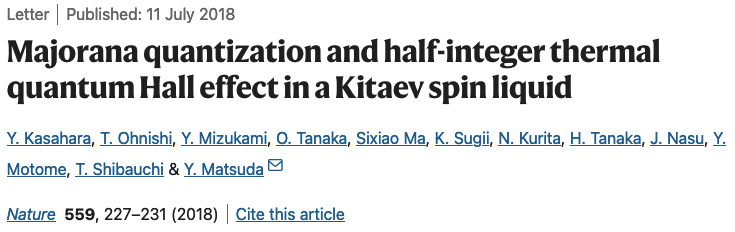 Letter | Published: 11 July 2018
Majorana quantization and half-integer thermal
quantum Hall effect in a Kitaev spin liquid
Y. Kasahara, T. Ohnishi, Y. Mizukami, O. Tanaka, Sixiao Ma, K. Sugii, N. Kurita, H. Tanaka, J. Nasu, Y.
Motome, T. Shibauchi & Y. Matsuda
Nature 559, 227–231 (2018) | Cite this article